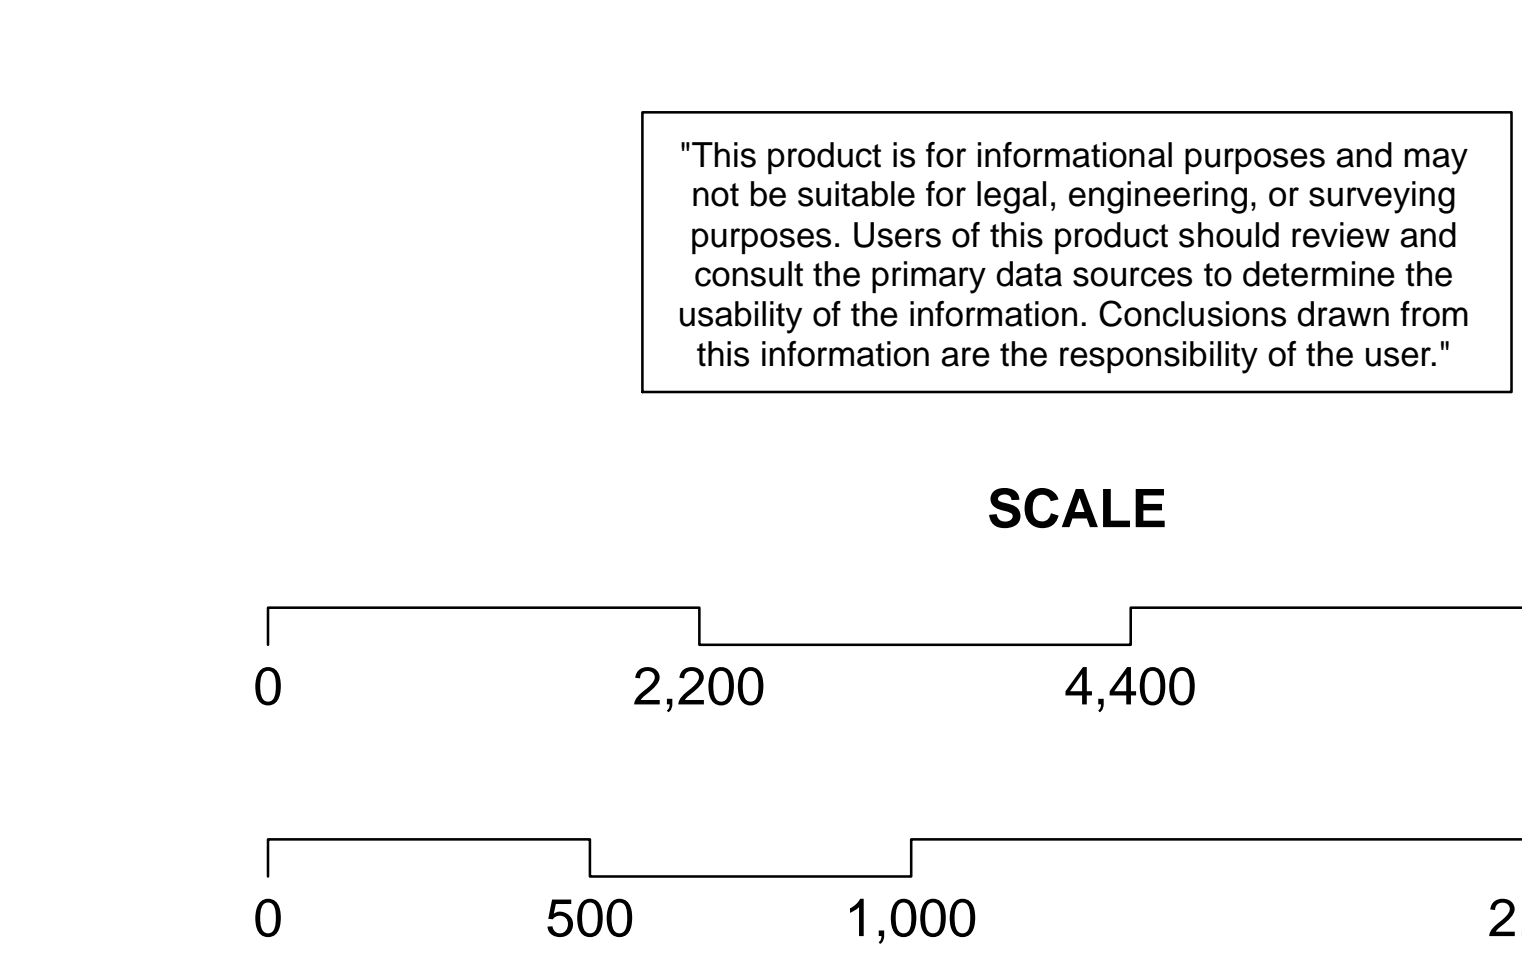 "This product is for informational purposes and may
not be suitable for legal, engineering, or surveying
purposes. Users of this product should review and
consult the primary data sources to determine the
usability of the information. Conclusions drawn from
this information are the responsibility of the user."
SCALE
0 2,200 4,400
0 500 1,000